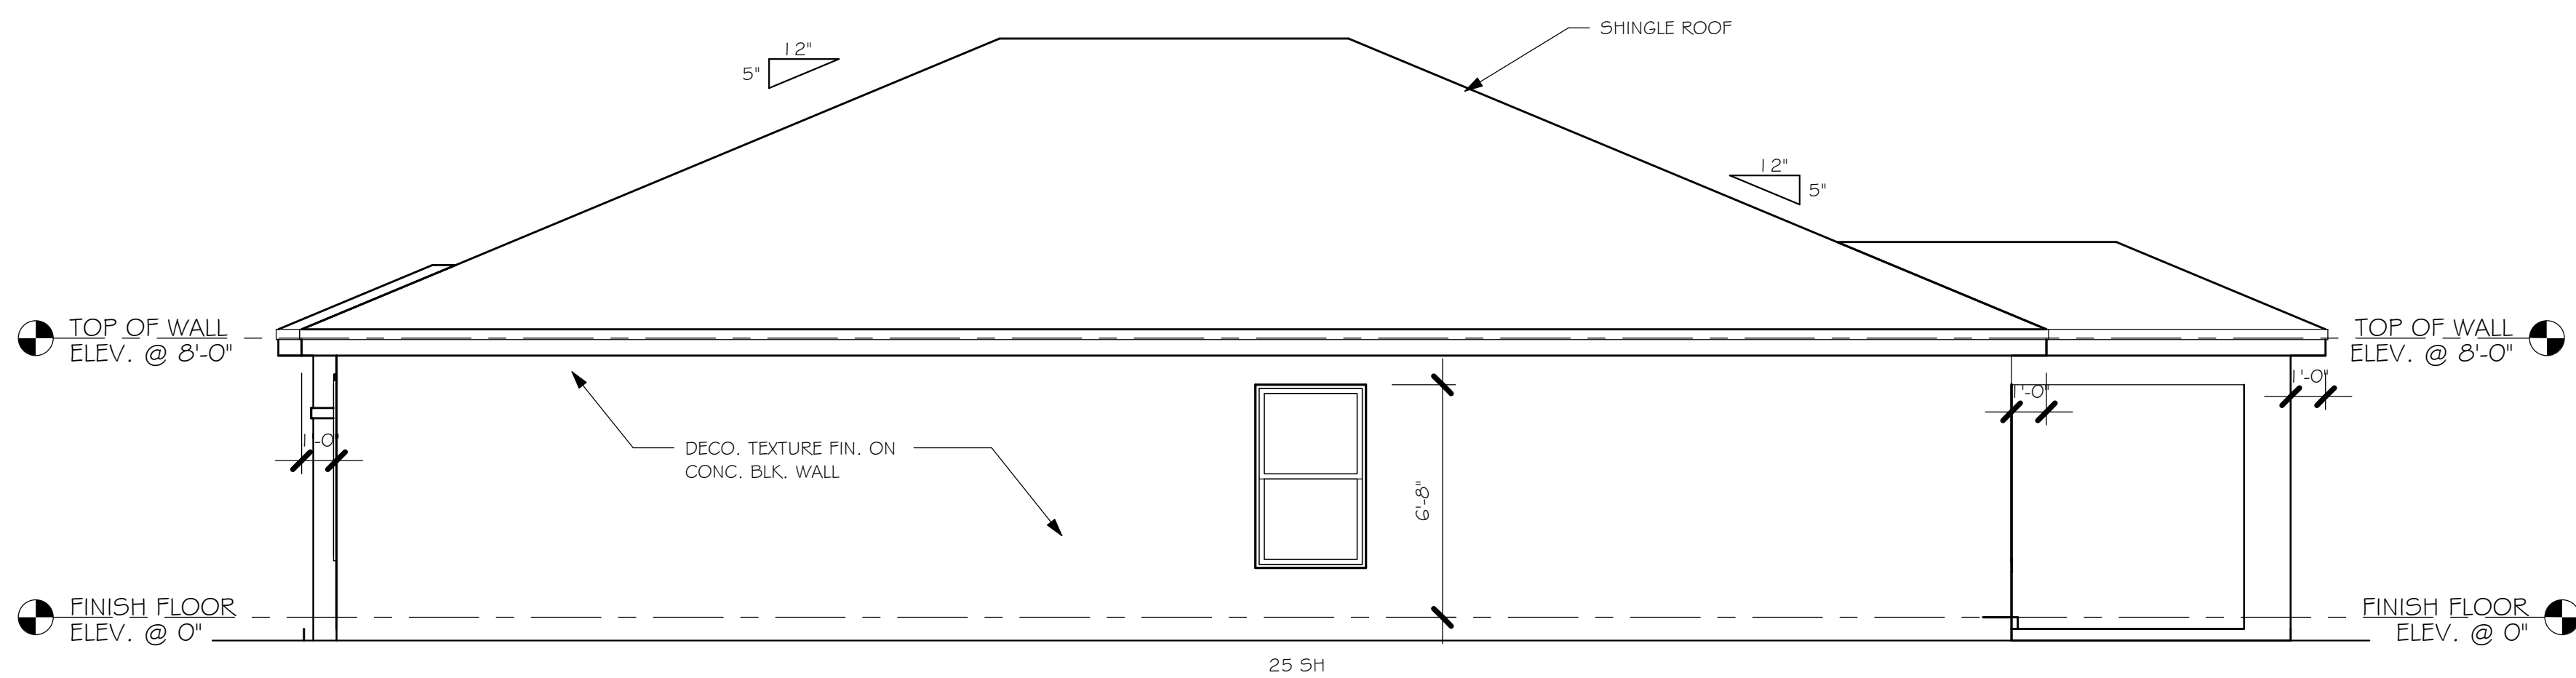 SHINGLE ROOF
12"
5"
12"
5"
TOP OF WALL
ELEV. @ 8'-0"
TOP OF WALL
ELEV. @ 8'-0"
1'-0"
1'-0"
1'-0"
DECO. TEXTURE FIN. ON
CONC. BLK. WALL
6'-8"
FINISH FLOOR
ELEV. @ 0"
FINISH FLOOR
ELEV. @ 0"
25 SH